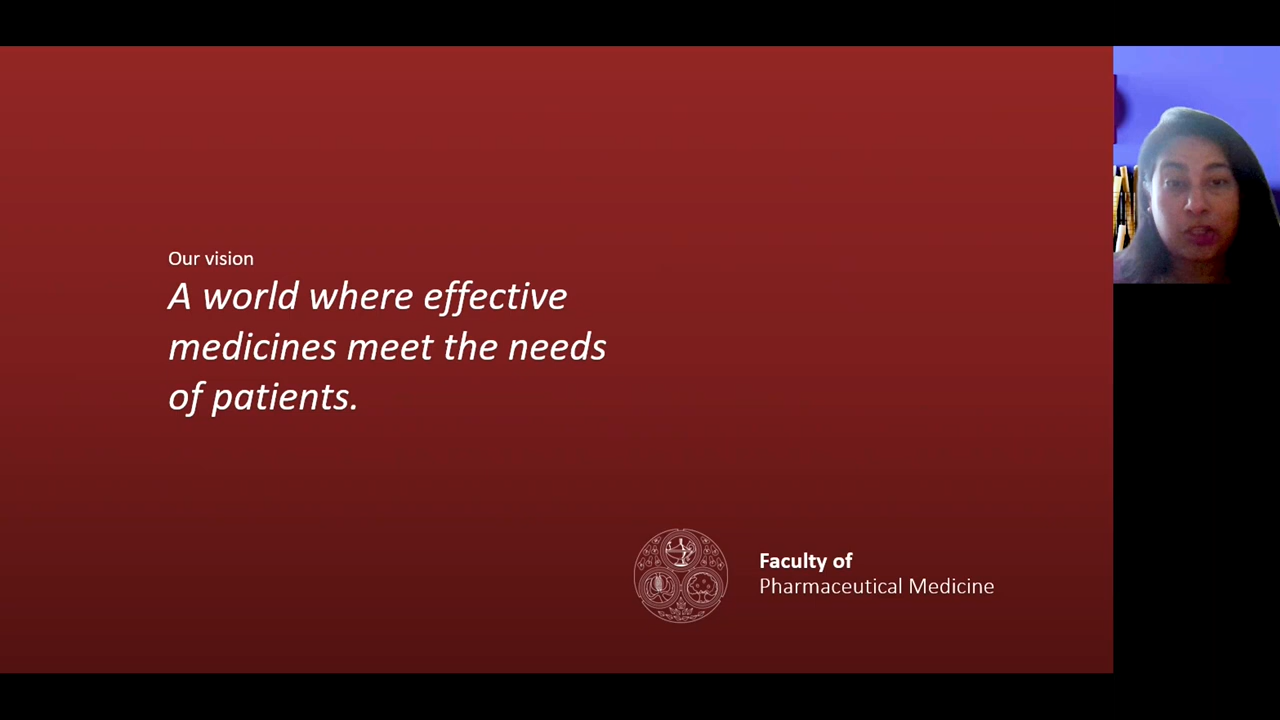 Our vision
A world where effective
medicines meet the needs
of patients.
Faculty of
Pharmaceutical Medicine